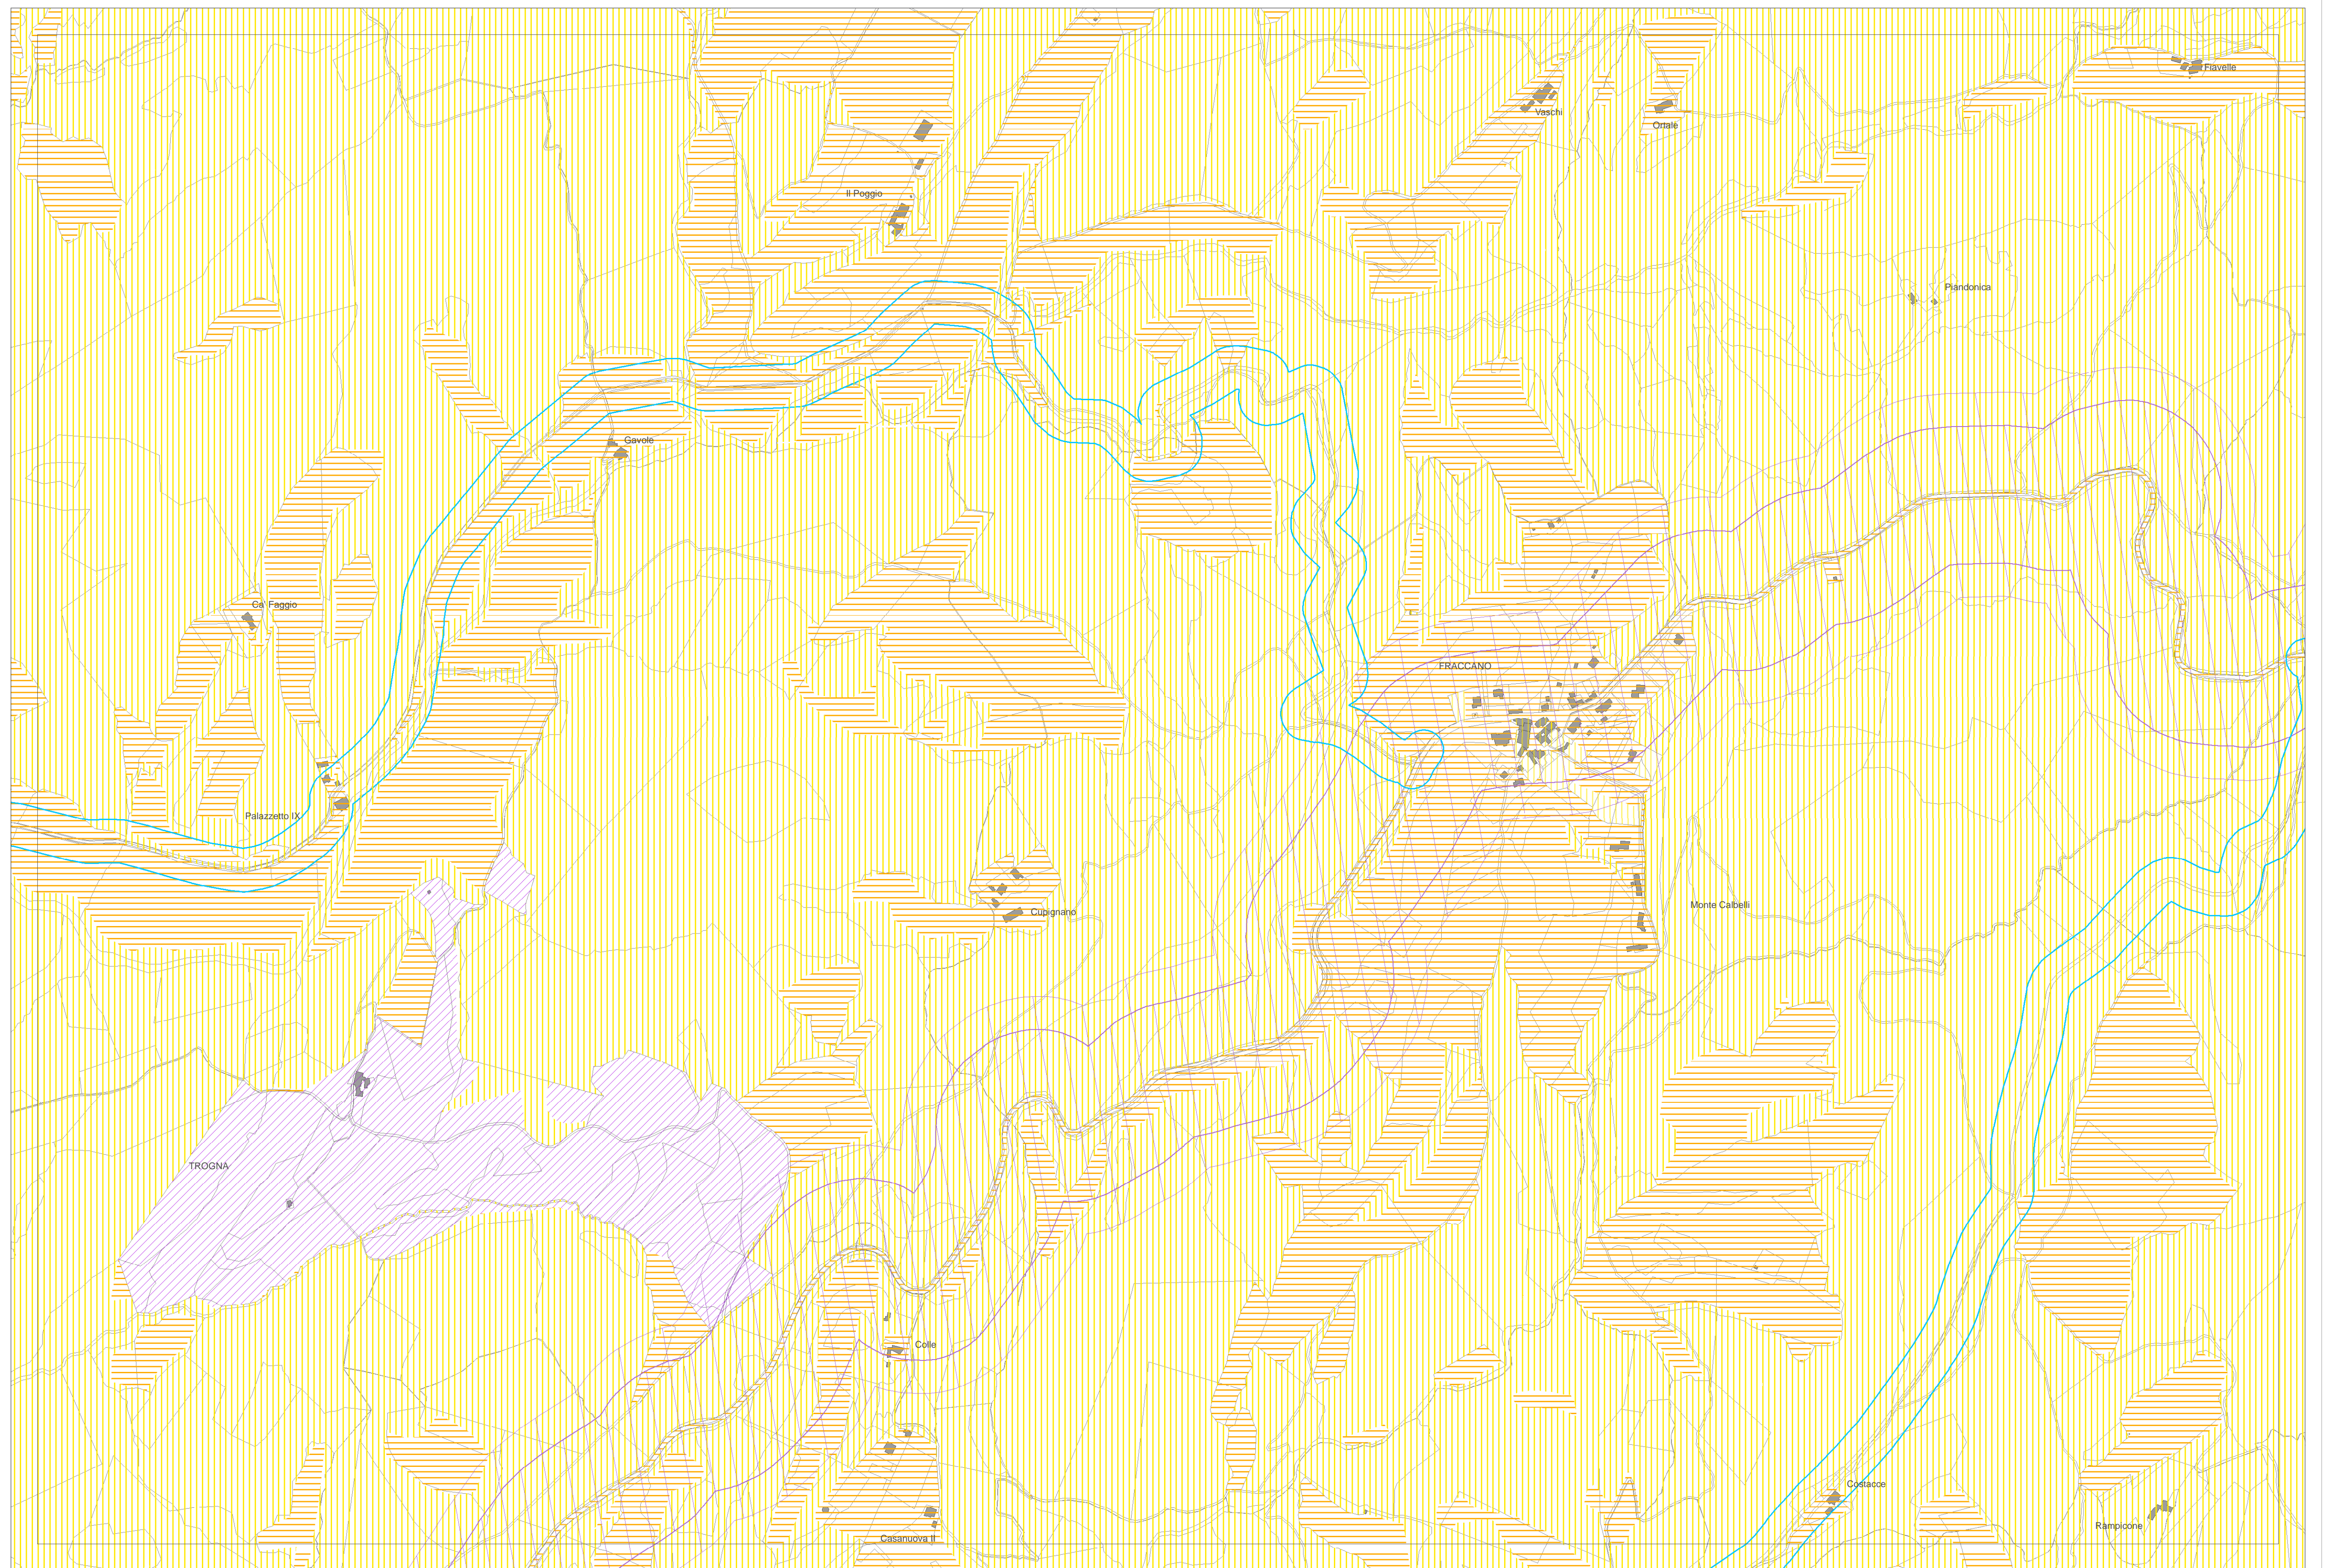 Fiavelle
Vaschi
Ortale
Il Poggio
Piandonica
Gavole
Ca' Faggio
FRACCANO
Palazzetto IX
Monte Calbelli
Cupignano
TROGNA
Colle
Costacce
Rampicone
Casanuova II